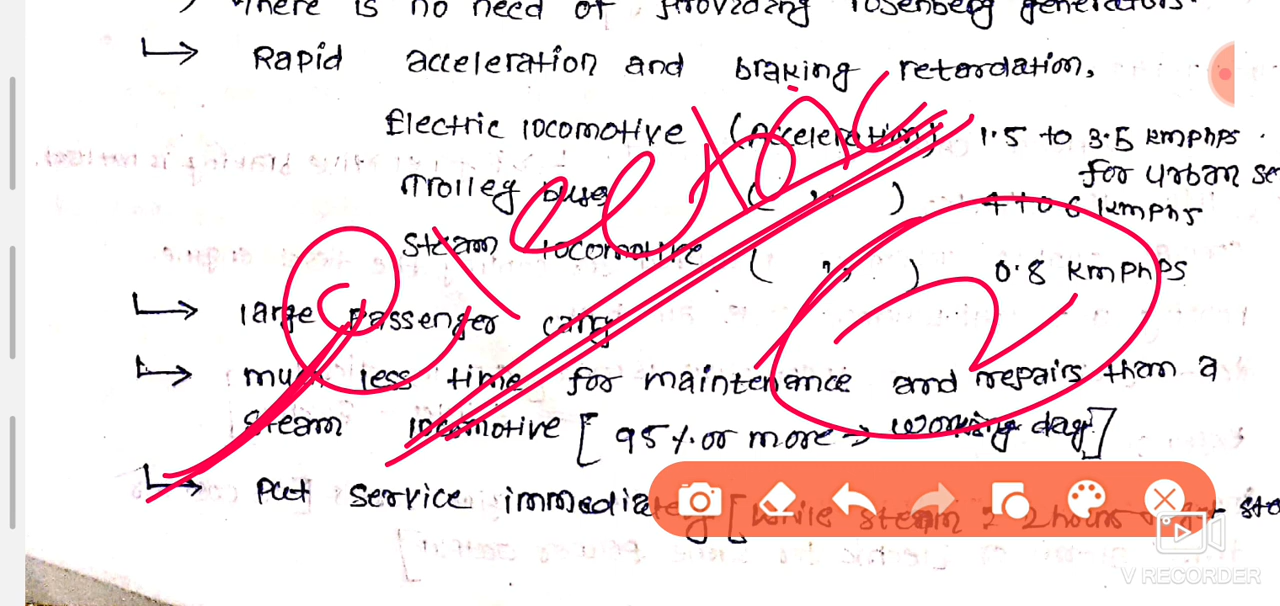 There is no need of providing rosenberg generators.
↳ Rapid acceleration and braking retardation.
Electric locomotive (Acceleration) 1.5 to 3.5 kmphps.
for urban se
Trolley buses ( ,, ) 4 to 6 kmphs
Steam locomotive ( ,, ) 0.8 kmphps
↳ large passenger carry
↳ much less time for maintenance and repairs than a
steam locomotive [95% or more → working day]
↳ Put service immediately [while steam 2 hours
V RECORDER